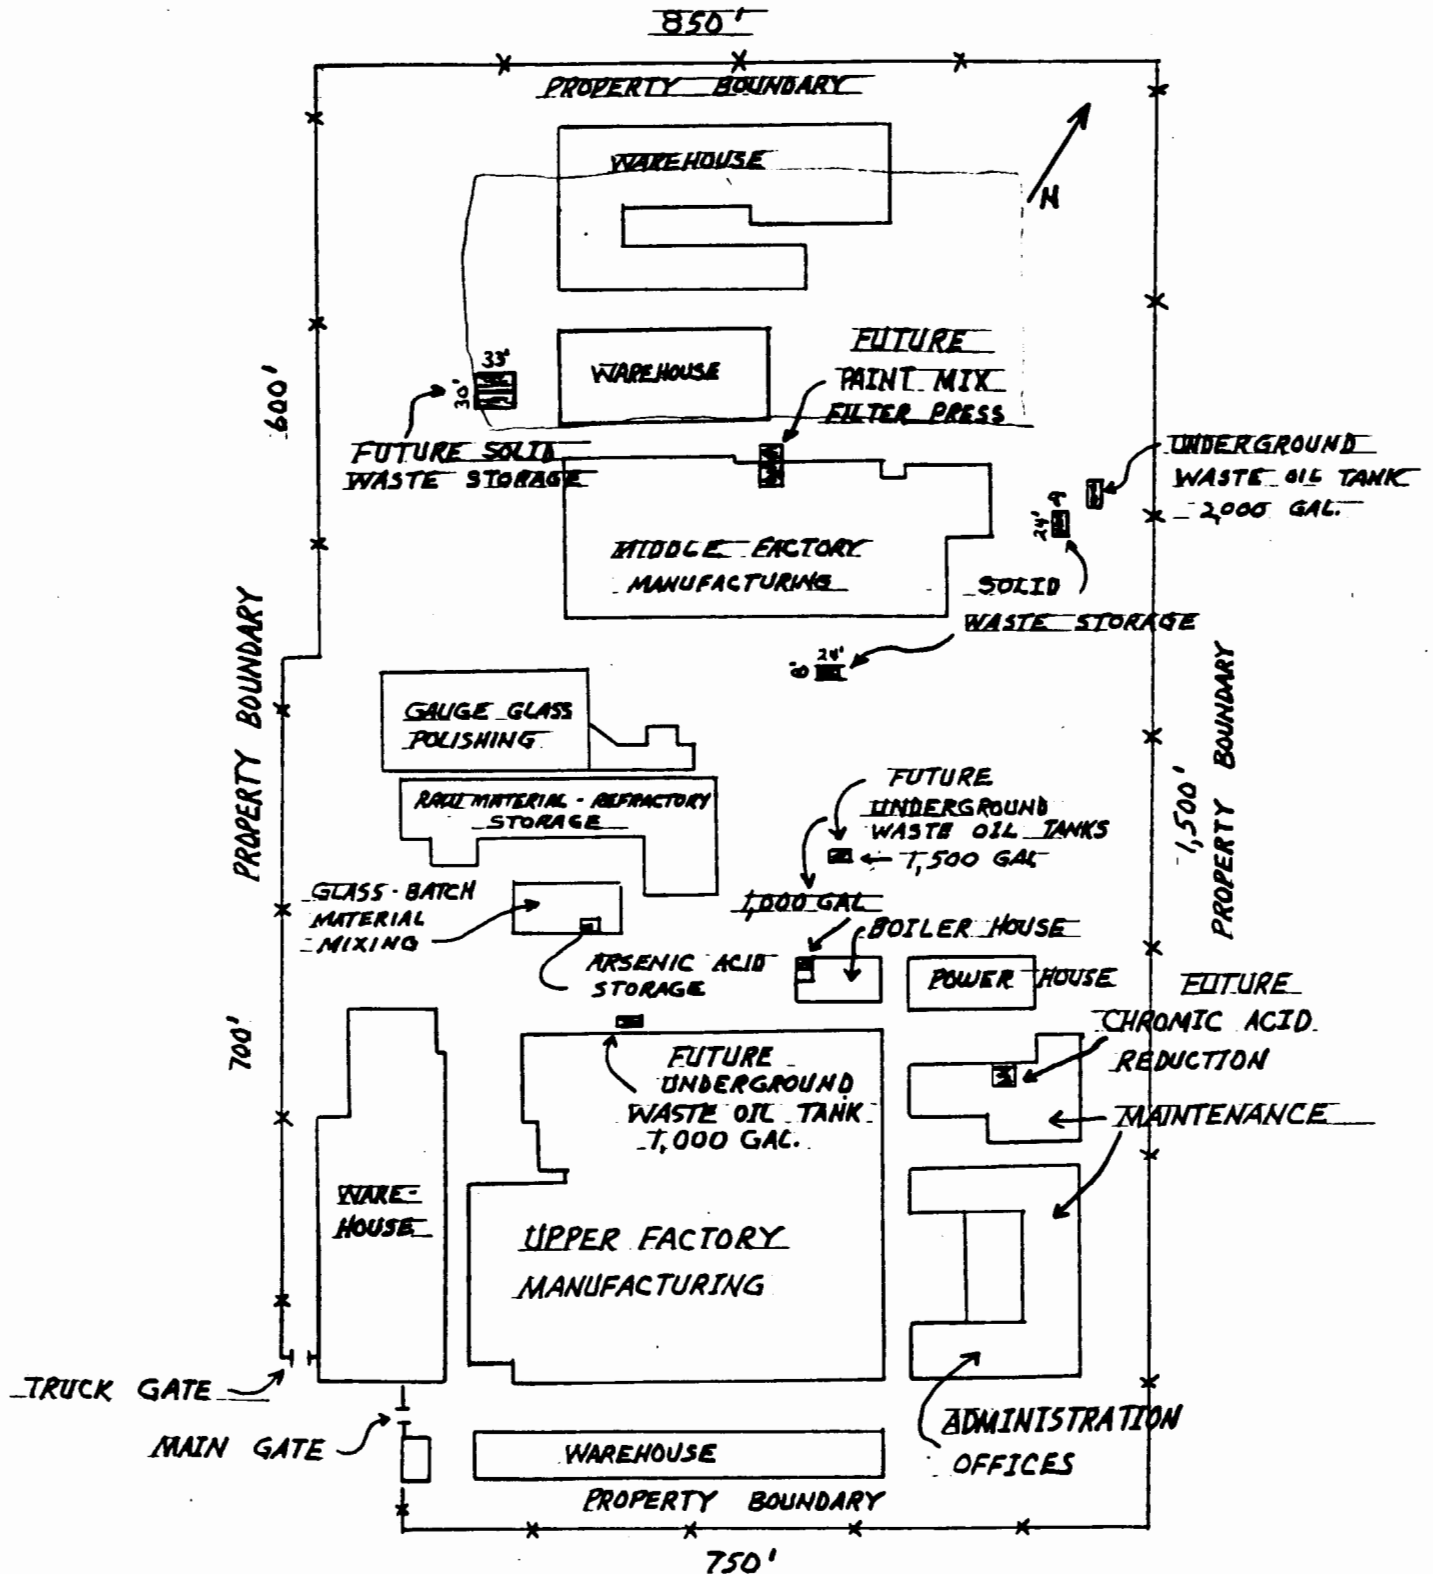 850'
PROPERTY BOUNDARY
WAREHOUSE
N
WAREHOUSE
FUTURE
PAINT MIX
FILTER PRESS
33'
30'
600'
FUTURE SOLID
WASTE STORAGE
UNDERGROUND
WASTE OIL TANK
2,000 GAL.
24'
MIDDLE FACTORY
MANUFACTURING
SOLID
WASTE STORAGE
24'
8'
PROPERTY BOUNDARY
GAUGE GLASS
POLISHING
RAW MATERIAL - REFRACTORY
STORAGE
FUTURE
UNDERGROUND
WASTE OIL TANKS
1,500 GAL
1,000 GAL
1,500'
PROPERTY BOUNDARY
GLASS - BATCH
MATERIAL
MIXING
BOILER HOUSE
ARSENIC ACID
STORAGE
POWER HOUSE
FUTURE
CHROMIC ACID
REDUCTION
700'
FUTURE
UNDERGROUND
WASTE OIL TANK
1,000 GAL.
MAINTENANCE
WARE-
HOUSE
UPPER FACTORY
MANUFACTURING
TRUCK GATE
MAIN GATE
ADMINISTRATION
OFFICES
WAREHOUSE
PROPERTY BOUNDARY
750'